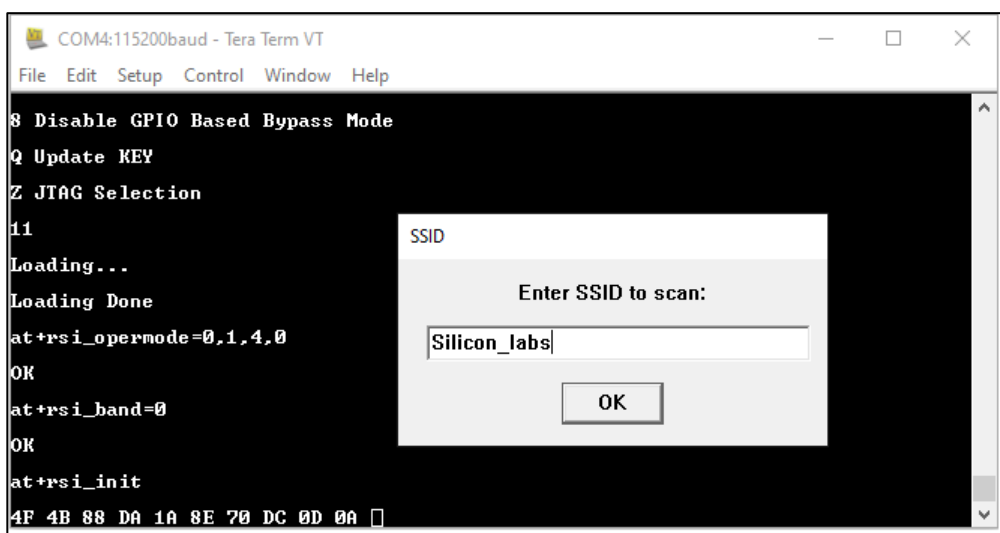 COM4:115200baud - Tera Term VT
File Edit Setup Control Window Help
8 Disable GPIO Based Bypass Mode
Q Update KEY
Z JTAG Selection
11
Loading...
Loading Done
at+rsi_opermode=0,1,4,0
OK
at+rsi_band=0
OK
at+rsi_init
4F 4B 88 DA 1A 8E 70 DC 0D 0A
SSID
Enter SSID to scan:
Silicon_labs
OK